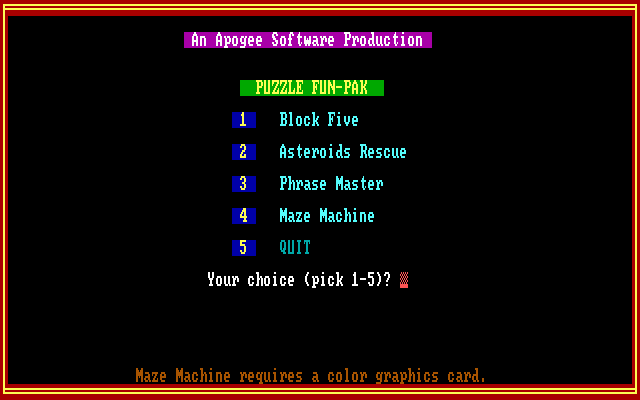 An Apogee Software Production
PUZZLE FUN-PAK
1 Block Five
2 Asteroids Rescue
3 Phrase Master
4 Maze Machine
5 QUIT
Your choice (pick 1-5)?
Maze Machine requires a color graphics card.